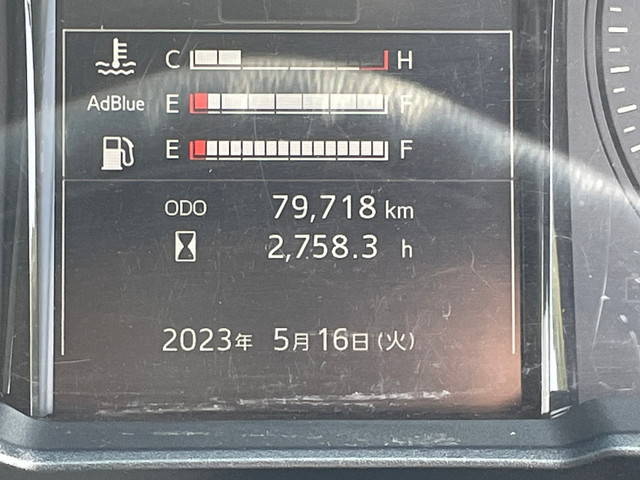 C H
AdBlue E F
E F
ODO 79,718 km
2,758.3 h
2023年 5月16日(火)